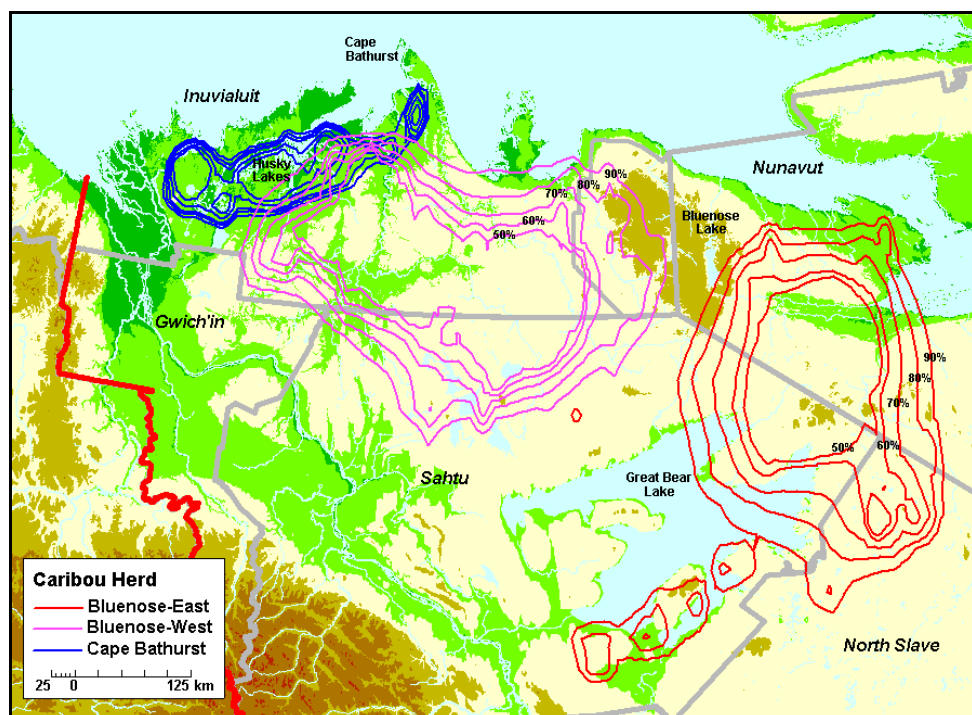 Cape
Bathurst
Inuvialuit
Husky
Lakes
Nunavut
90%
80%
70%
60%
50%
Bluenose
Lake
Gwich'in
90%
80%
70%
60%
50%
Sahtu
Great Bear
Lake
North Slave
Caribou Herd
Bluenose-East
Bluenose-West
Cape Bathurst
25 0 125 km